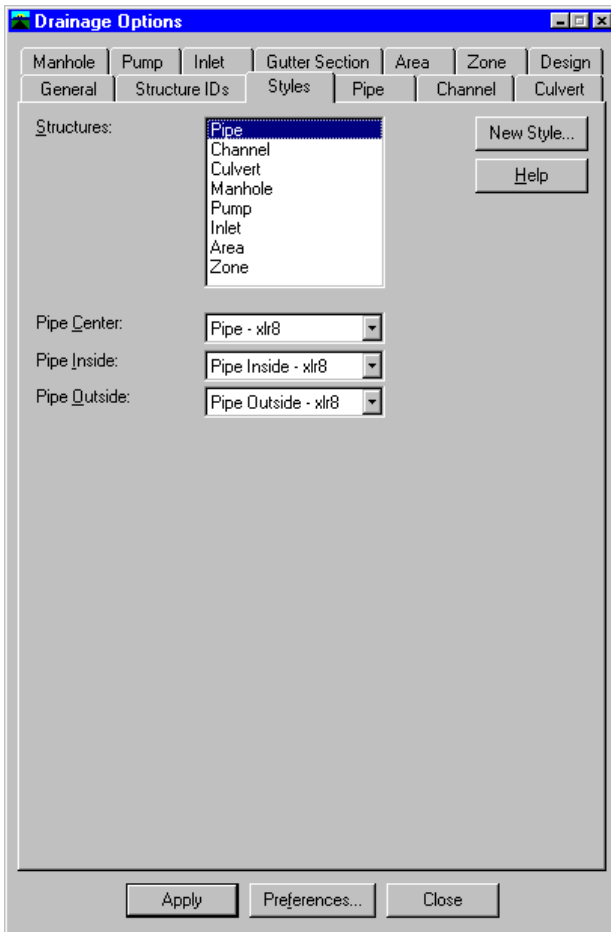 Drainage Options
Manhole Pump Inlet Gutter Section Area Zone Design
General Structure IDs Styles Pipe Channel Culvert
Structures:
Pipe
Channel
Culvert
Manhole
Pump
Inlet
Area
Zone
New Style...
Help
Pipe Center: Pipe - xlr8
Pipe Inside: Pipe Inside - xlr8
Pipe Outside: Pipe Outside - xlr8
Apply Preferences... Close